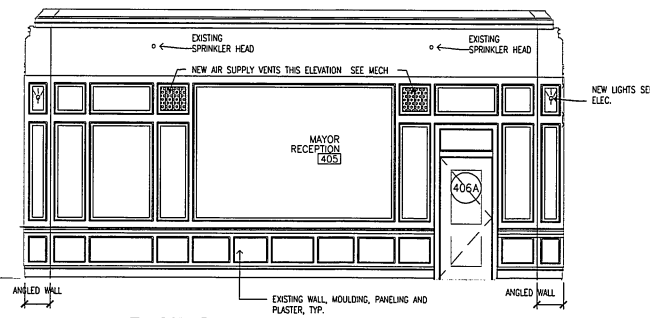 EXISTING
SPRINKLER HEAD
EXISTING
SPRINKLER HEAD
NEW AIR SUPPLY VENTS THIS ELEVATION SEE MECH
NEW LIGHTS SE
ELEC.
MAYOR
RECEPTION
405
406A
ANGLED WALL
EXISTING WALL, MOULDING, PANELING AND
PLASTER, TYP.
ANGLED WALL